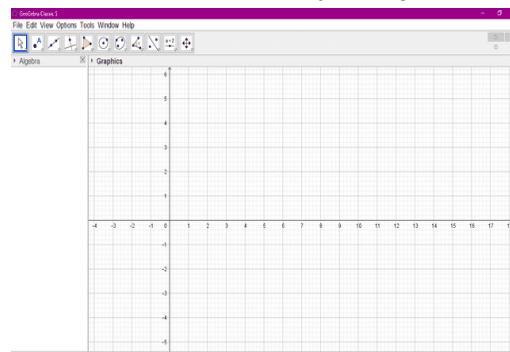 GeoGebra Classic 5
File Edit View Options Tools Window Help
A
a=2
Algebra
Graphics
6
5
4
3
2
1
-4 -3 -2 -1 0 1 2 3 4 5 6 7 8 9 10 11 12 13 14 15 16 17
-1
-2
-3
-4
-5